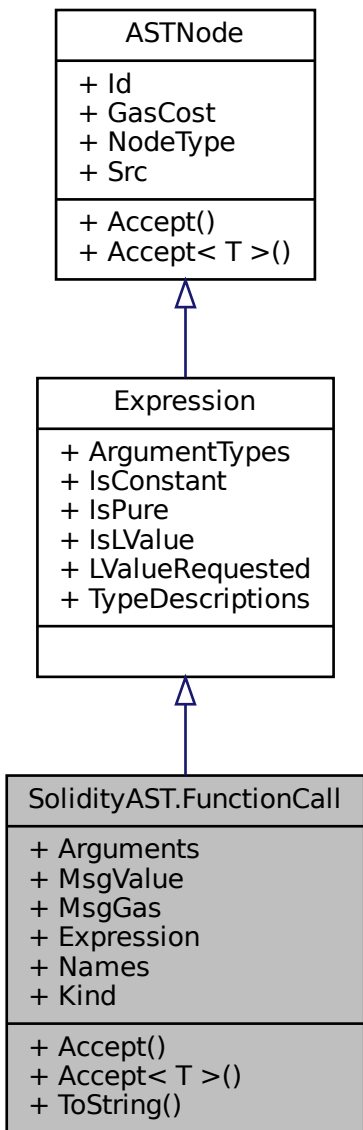 ASTNode
+ Id
+ GasCost
+ NodeType
+ Src
+ Accept()
+ Accept< T >()
Expression
+ ArgumentTypes
+ IsConstant
+ IsPure
+ IsLValue
+ LValueRequested
+ TypeDescriptions
SolidityAST.FunctionCall
+ Arguments
+ MsgValue
+ MsgGas
+ Expression
+ Names
+ Kind
+ Accept()
+ Accept< T >()
+ ToString()